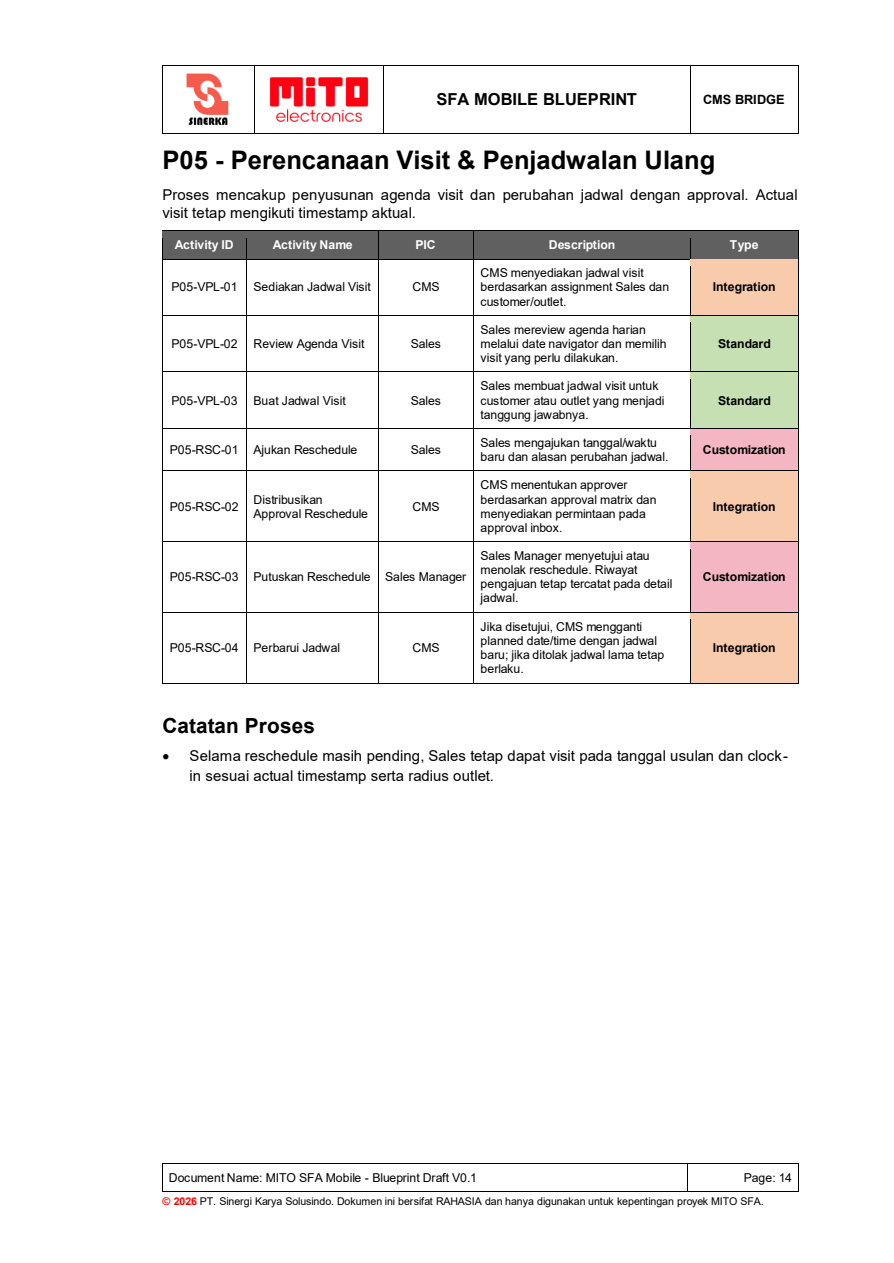 SINERKA
MiTO
electronics
SFA MOBILE BLUEPRINT
CMS BRIDGE
P05 - Perencanaan Visit & Penjadwalan Ulang
Proses mencakup penyusunan agenda visit dan perubahan jadwal dengan approval. Actual
visit tetap mengikuti timestamp aktual.
Activity ID Activity Name PIC Description Type
P05-VPL-01 Sediakan Jadwal Visit CMS
CMS menyediakan jadwal visit
berdasarkan assignment Sales dan
customer/outlet.
Integration
P05-VPL-02 Review Agenda Visit Sales
Sales mereview agenda harian
melalui date navigator dan memilih
visit yang perlu dilakukan.
Standard
P05-VPL-03 Buat Jadwal Visit Sales
Sales membuat jadwal visit untuk
customer atau outlet yang menjadi
tanggung jawabnya.
Standard
P05-RSC-01 Ajukan Reschedule Sales
Sales mengajukan tanggal/waktu
baru dan alasan perubahan jadwal.
Customization
P05-RSC-02
Distribusikan
Approval Reschedule
CMS
CMS menentukan approver
berdasarkan approval matrix dan
menyediakan permintaan pada
approval inbox.
Integration
P05-RSC-03 Putuskan Reschedule Sales Manager
Sales Manager menyetujui atau
menolak reschedule. Riwayat
pengajuan tetap tercatat pada detail
jadwal.
Customization
P05-RSC-04 Perbarui Jadwal CMS
Jika disetujui, CMS mengganti
planned date/time dengan jadwal
baru; jika ditolak jadwal lama tetap
berlaku.
Integration
Catatan Proses
• Selama reschedule masih pending, Sales tetap dapat visit pada tanggal usulan dan clock-
in sesuai actual timestamp serta radius outlet.
Document Name: MITO SFA Mobile - Blueprint Draft V0.1 Page: 14
© 2026 PT. Sinergi Karya Solusindo. Dokumen ini bersifat RAHASIA dan hanya digunakan untuk kepentingan proyek MITO SFA.